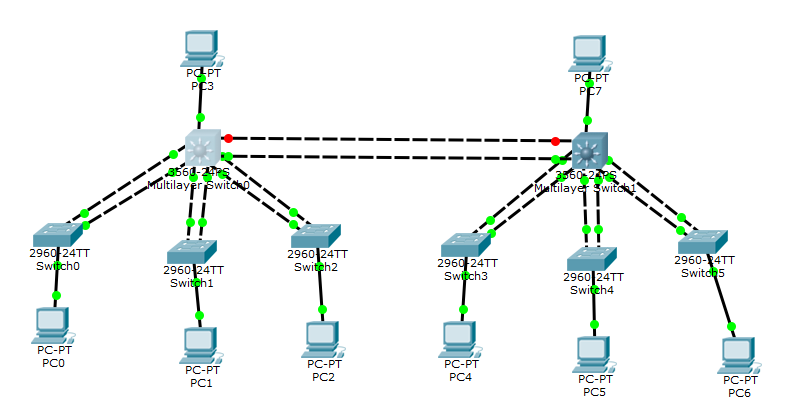 PC-PT
PC3
PC-PT
PC7
3560-24PS
Multilayer Switch0
3560-24PS
Multilayer Switch1
2960-24TT
Switch0
2960-24TT
Switch1
2960-24TT
Switch2
2960-24TT
Switch3
2960-24TT
Switch4
2960-24TT
Switch5
PC-PT
PC0
PC-PT
PC1
PC-PT
PC2
PC-PT
PC4
PC-PT
PC5
PC-PT
PC6